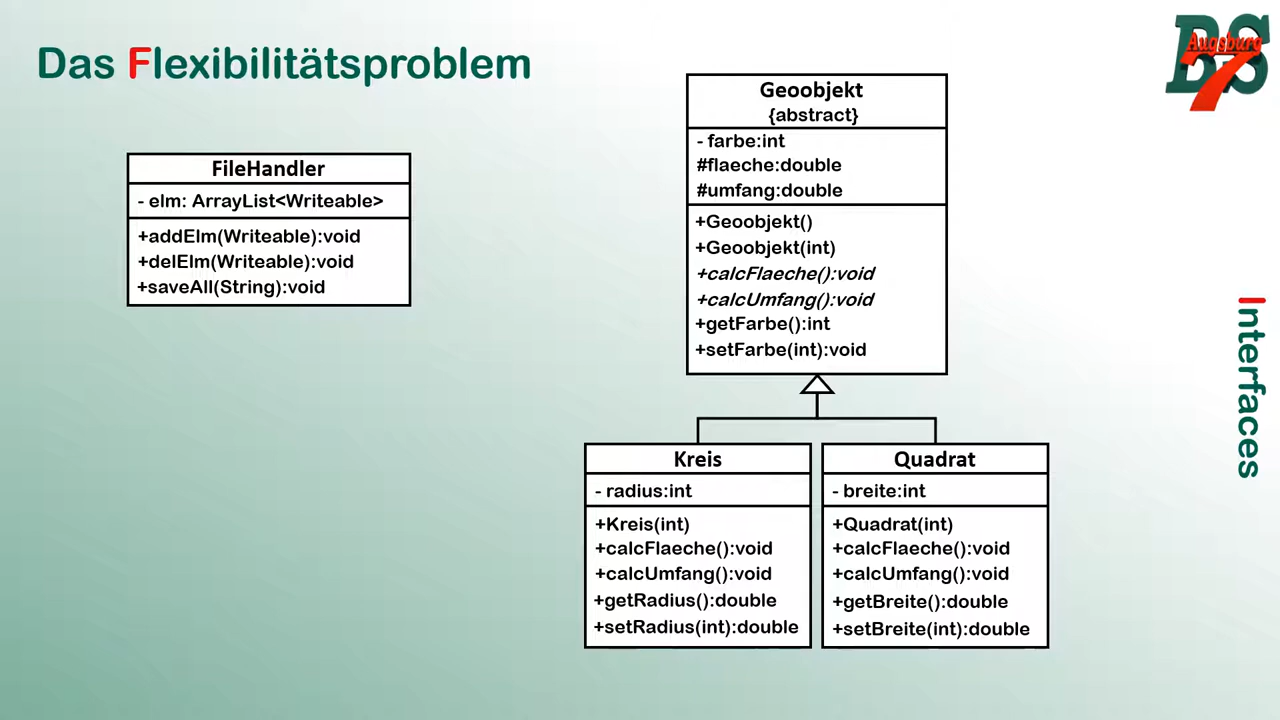 Das Flexibilitätsproblem
BS
Augsburg
7
FileHandler
- elm: ArrayList<Writeable>
+addElm(Writeable):void
+delElm(Writeable):void
+saveAll(String):void
Geoobjekt
{abstract}
- farbe:int
#flaeche:double
#umfang:double
+Geoobjekt()
+Geoobjekt(int)
+calcFlaeche():void
+calcUmfang():void
+getFarbe():int
+setFarbe(int):void
Kreis
- radius:int
+Kreis(int)
+calcFlaeche():void
+calcUmfang():void
+getRadius():double
+setRadius(int):double
Quadrat
- breite:int
+Quadrat(int)
+calcFlaeche():void
+calcUmfang():void
+getBreite():double
+setBreite(int):double
Interfaces